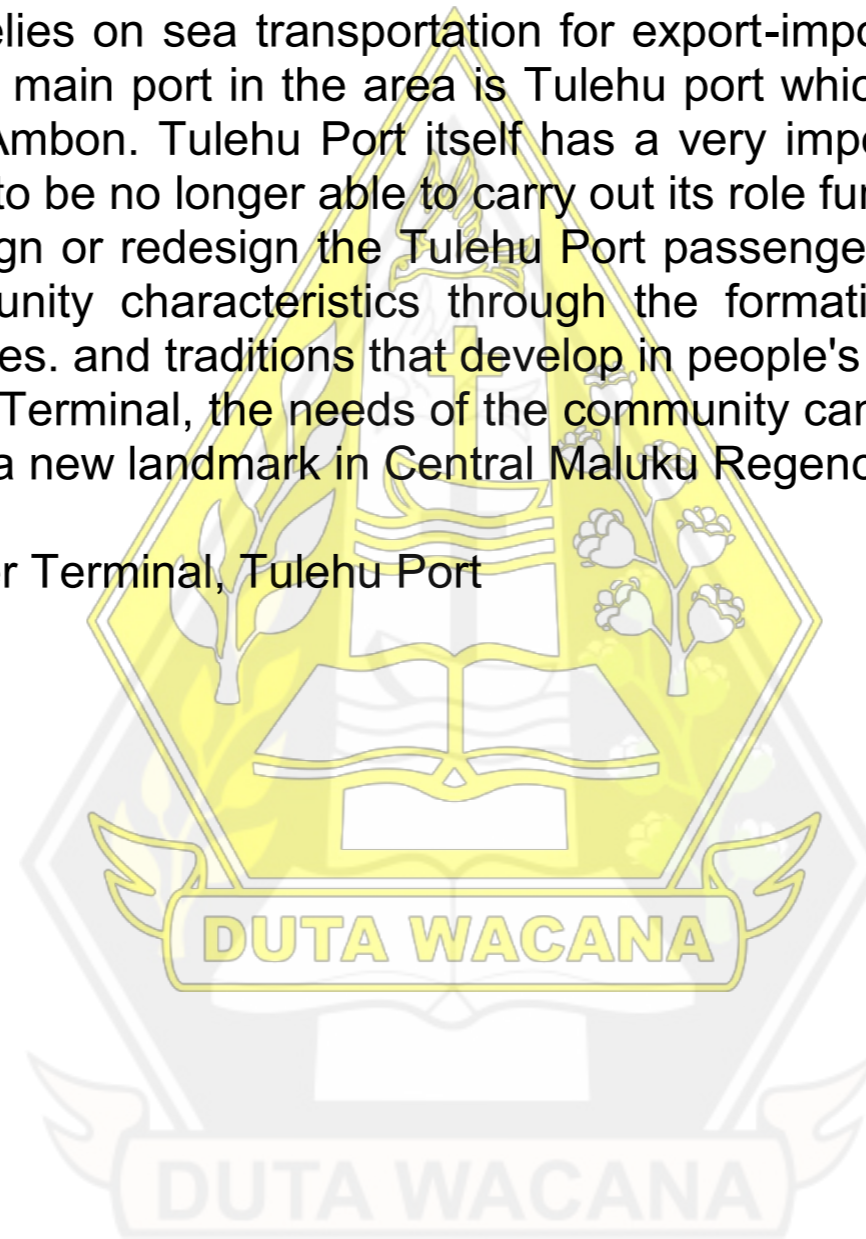 elies on sea transportation for export-impo
main port in the area is Tulehu port whic
Ambon. Tulehu Port itself has a very impo
to be no longer able to carry out its role fur
gn or redesign the Tulehu Port passenge
unity characteristics through the formati
es. and traditions that develop in people's
Terminal, the needs of the community can
a new landmark in Central Maluku Regenc
r Terminal, Tulehu Port
DUTA WACANA
DUTA WACANA